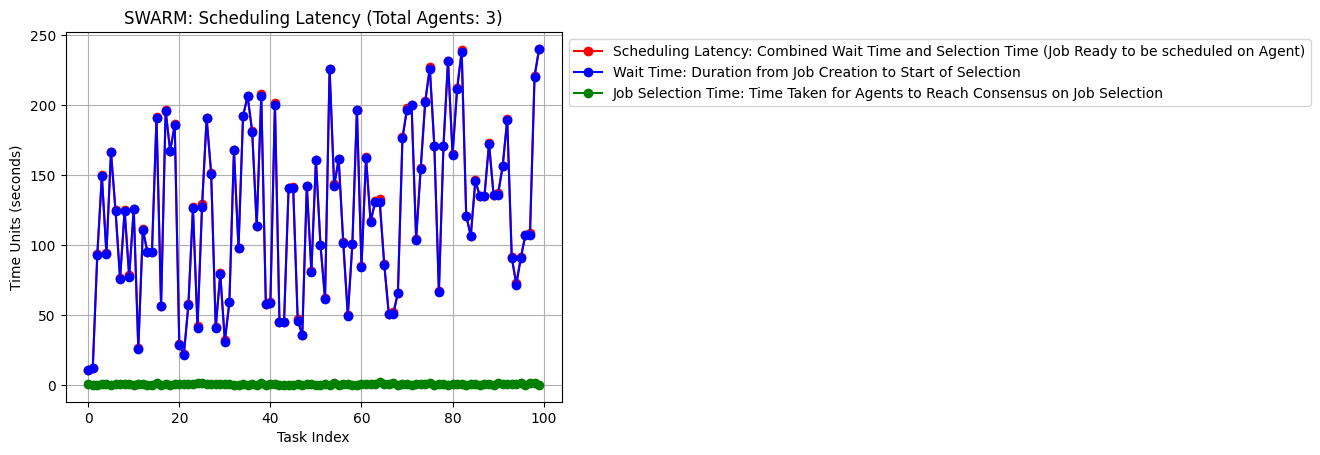 SWARM: Scheduling Latency (Total Agents: 3)
Scheduling Latency: Combined Wait Time and Selection Time (Job Ready to be scheduled on Agent)
Wait Time: Duration from Job Creation to Start of Selection
Job Selection Time: Time Taken for Agents to Reach Consensus on Job Selection
Time Units (seconds)
250
200
150
100
50
0
0 20 40 60 80 100
Task Index